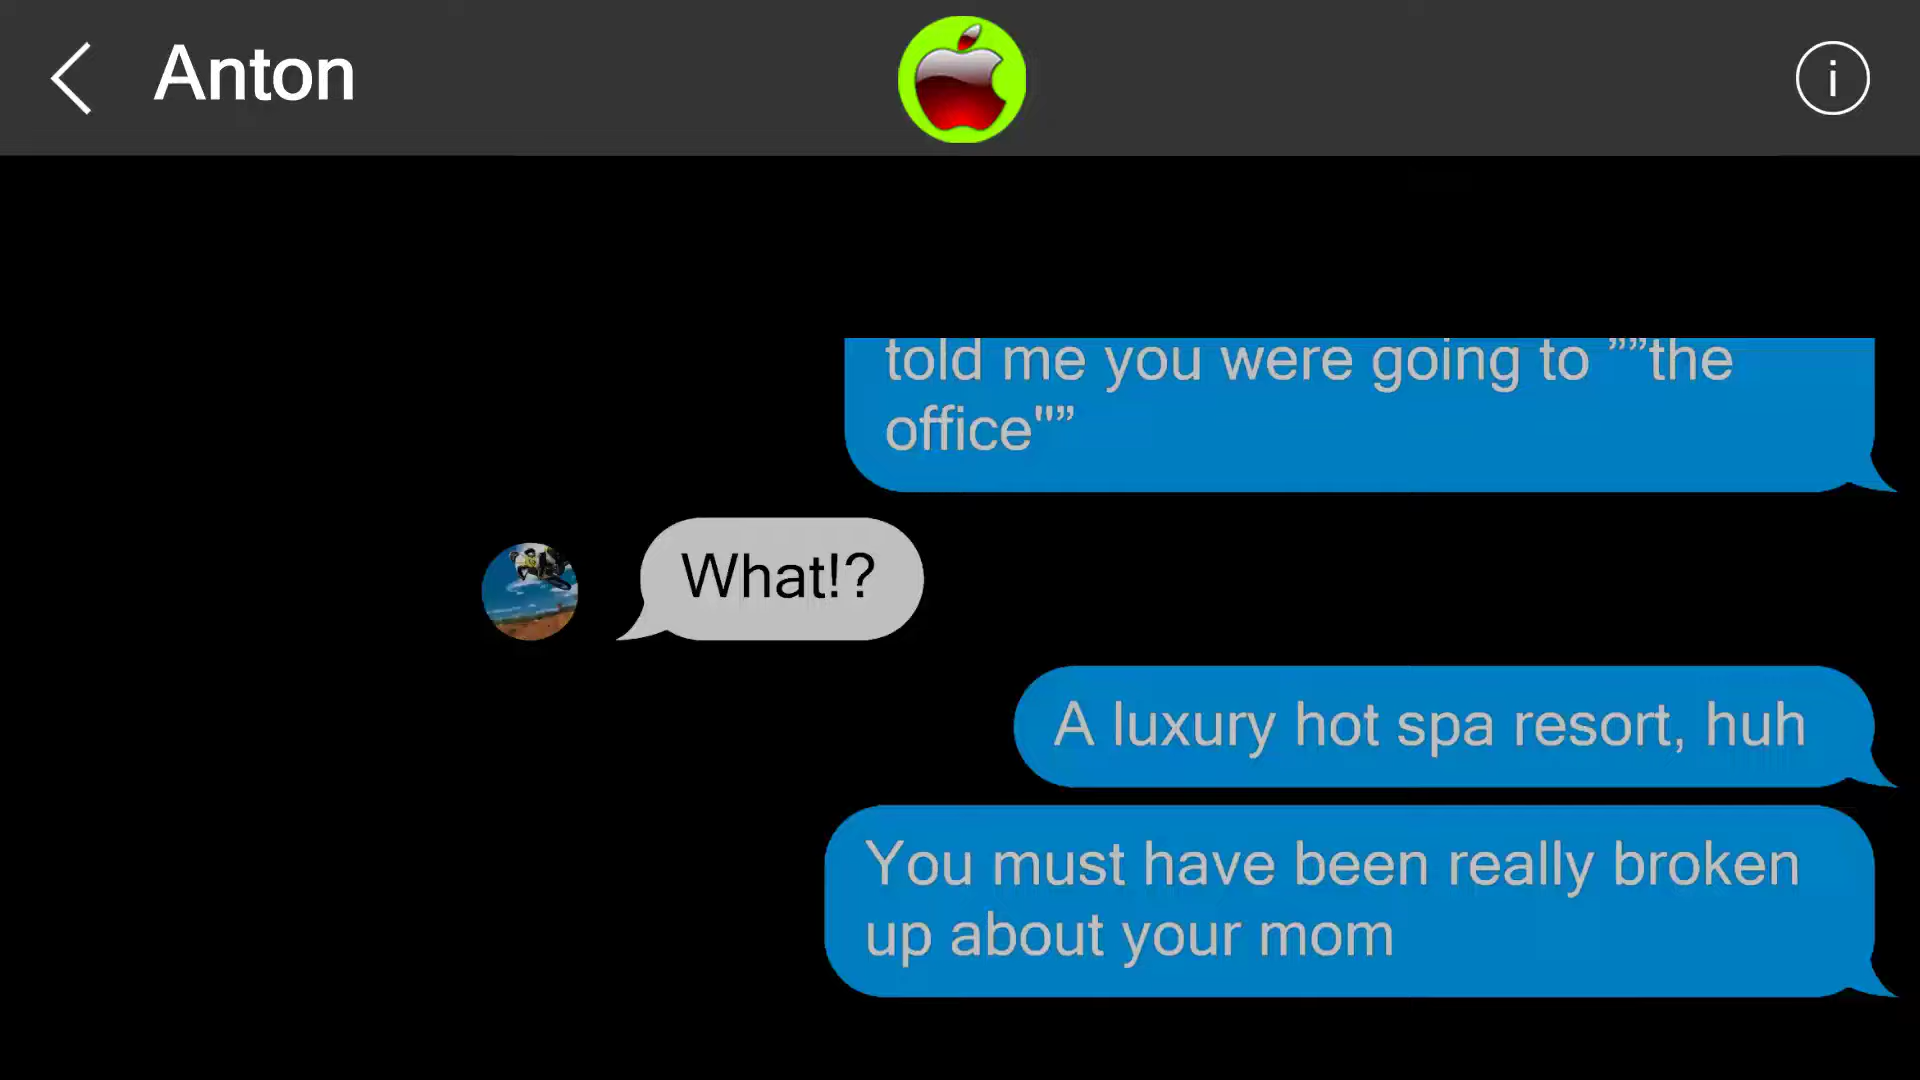 Anton
i
told me you were going to ””the
office"”
What!?
A luxury hot spa resort, huh
You must have been really broken
up about your mom